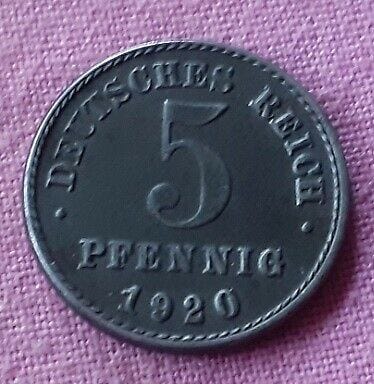 · DEUTSCHES REICH ·
5
PFENNIG
1920